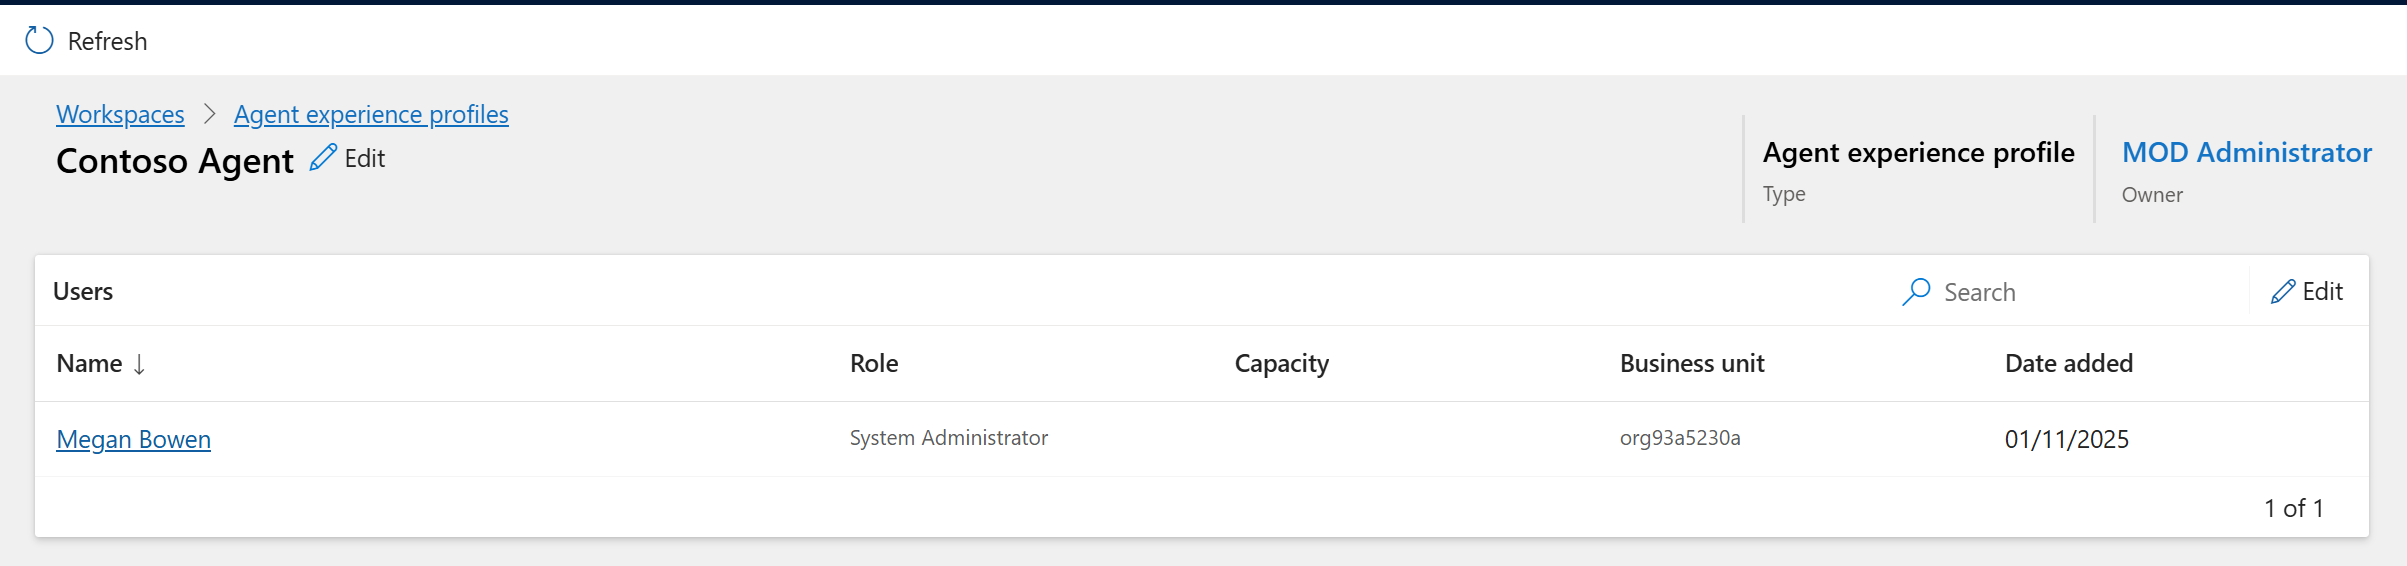 Refresh
Workspaces Agent experience profiles
Contoso Agent Edit
Agent experience profile
Type
MOD Administrator
Owner
Users Search Edit
Name Role Capacity Business unit Date added
Megan Bowen System Administrator org93a5230a 01/11/2025
1 of 1